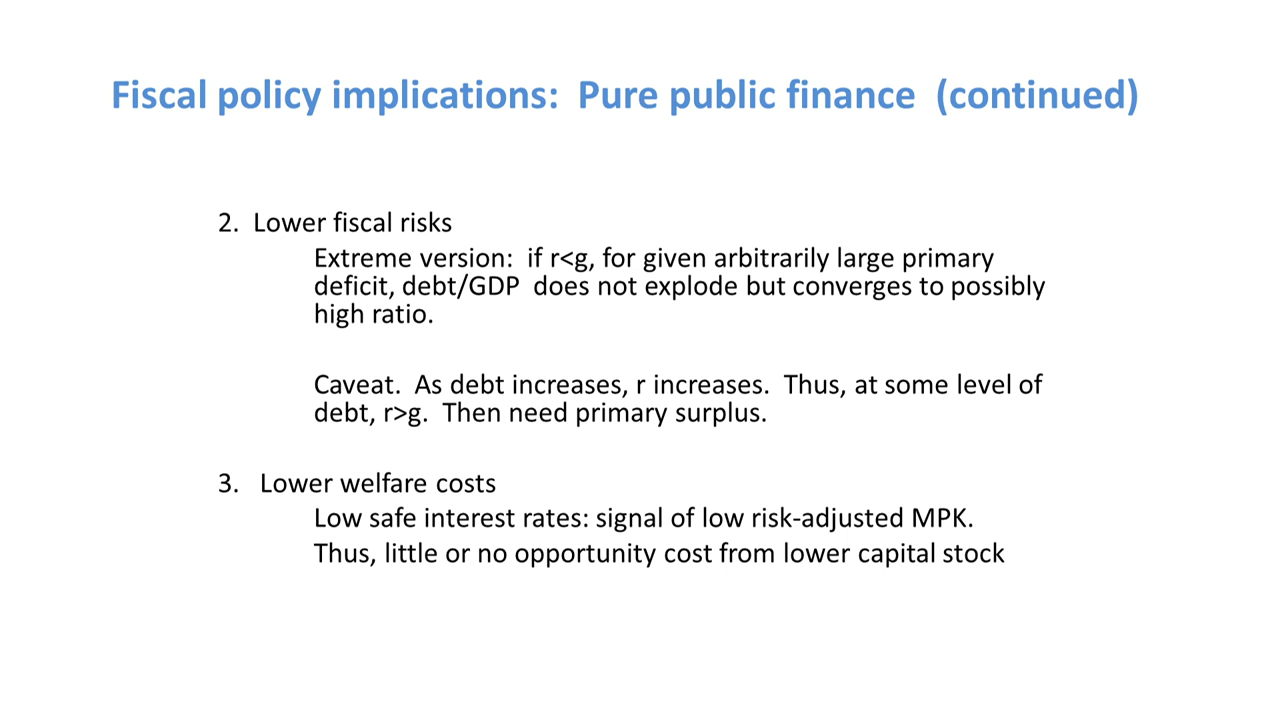 Fiscal policy implications:  Pure public finance  (continued)
2.  Lower fiscal risks
Extreme version:  if r<g, for given arbitrarily large primary
deficit, debt/GDP  does not explode but converges to possibly
high ratio.
Caveat.  As debt increases, r increases.  Thus, at some level of
debt, r>g.  Then need primary surplus.
3.   Lower welfare costs
Low safe interest rates: signal of low risk-adjusted MPK.
Thus, little or no opportunity cost from lower capital stock